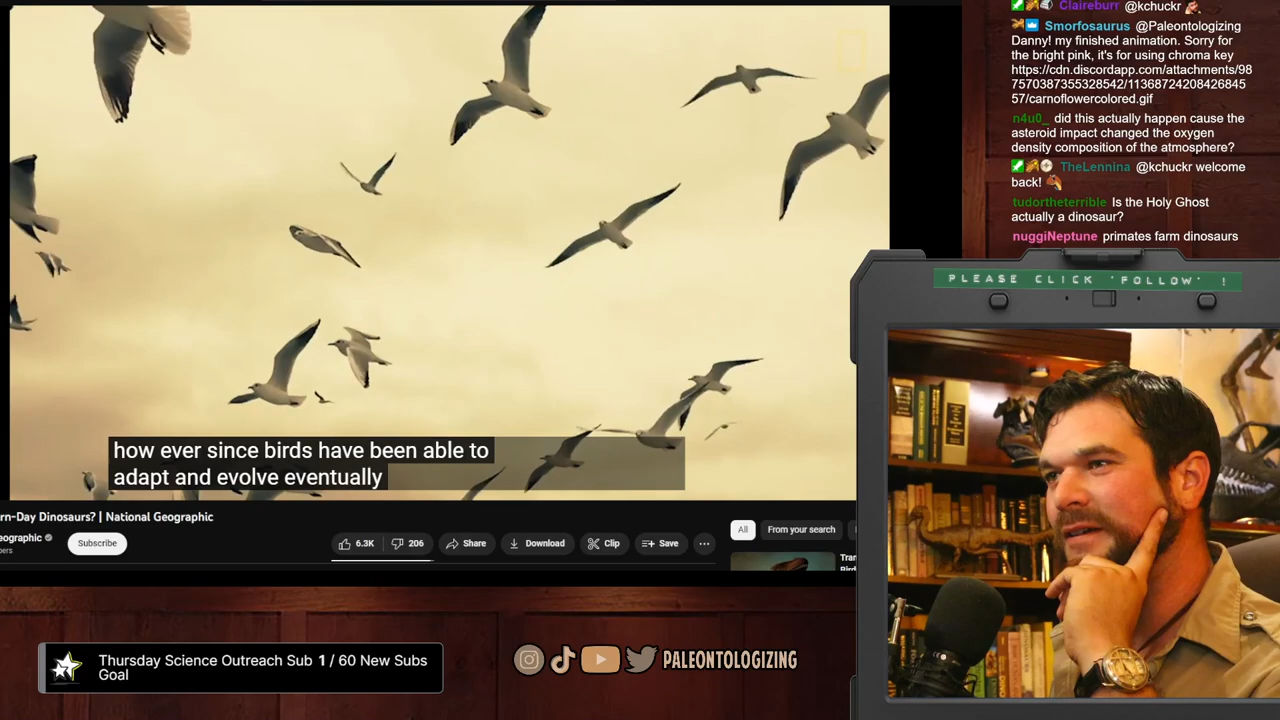 how ever since birds have been able to
adapt and evolve eventually
rn-Day Dinosaurs? | National Geographic
eographic
bers
Subscribe
6.3K
206
Share
Download
Clip
Save
All
From your search
Tran
Bird
Thursday Science Outreach Sub 1 / 60 New Subs
Goal
PALEONTOLOGIZING
Claireburr @kchuckr
Smorfosaurus @Paleontologizing
Danny! my finished animation. Sorry for
the bright pink, it's for using chroma key
https://cdn.discordapp.com/attachments/98
7570387355328542/11368724208426845
57/carnoflowercolored.gif
n4u0_ did this actually happen cause the
asteroid impact changed the oxygen
density composition of the atmosphere?
TheLennina @kchuckr welcome
back!
tudortheterrible Is the Holy Ghost
actually a dinosaur?
nuggiNeptune primates farm dinosaurs
PLEASE CLICK "FOLLOW" !